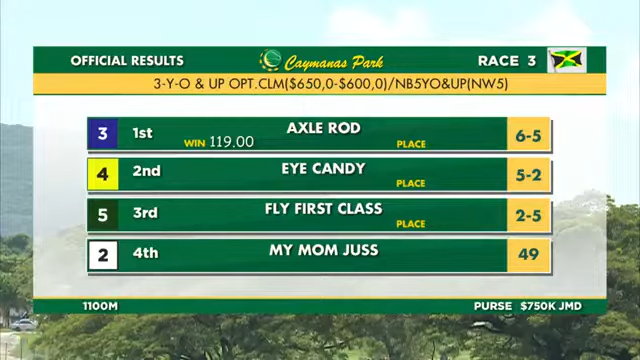 OFFICIAL RESULTS Caymanas Park RACE 3
3-Y-O & UP OPT.CLM($650,0-$600,0)/NB5YO&UP(NW5)
3 1st WIN 119.00 AXLE ROD PLACE 6-5
4 2nd EYE CANDY PLACE 5-2
5 3rd FLY FIRST CLASS PLACE 2-5
2 4th MY MOM JUSS 49
1100M PURSE $750K JMD